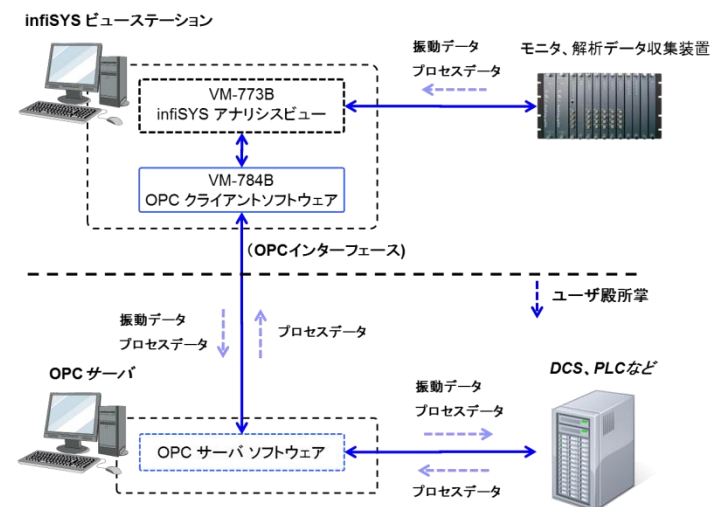 infiSYS ビューステーション
振動データ
プロセスデータ
モニタ、解析データ収集装置
VM-773B
infiSYS アナリシスビュー
VM-784B
OPC クライアントソフトウェア
（OPCインターフェース)
ユーザ殿所掌
振動データ
プロセスデータ
プロセスデータ
OPC サーバ
DCS、PLCなど
振動データ
プロセスデータ
OPC サーバ ソフトウェア
プロセスデータ